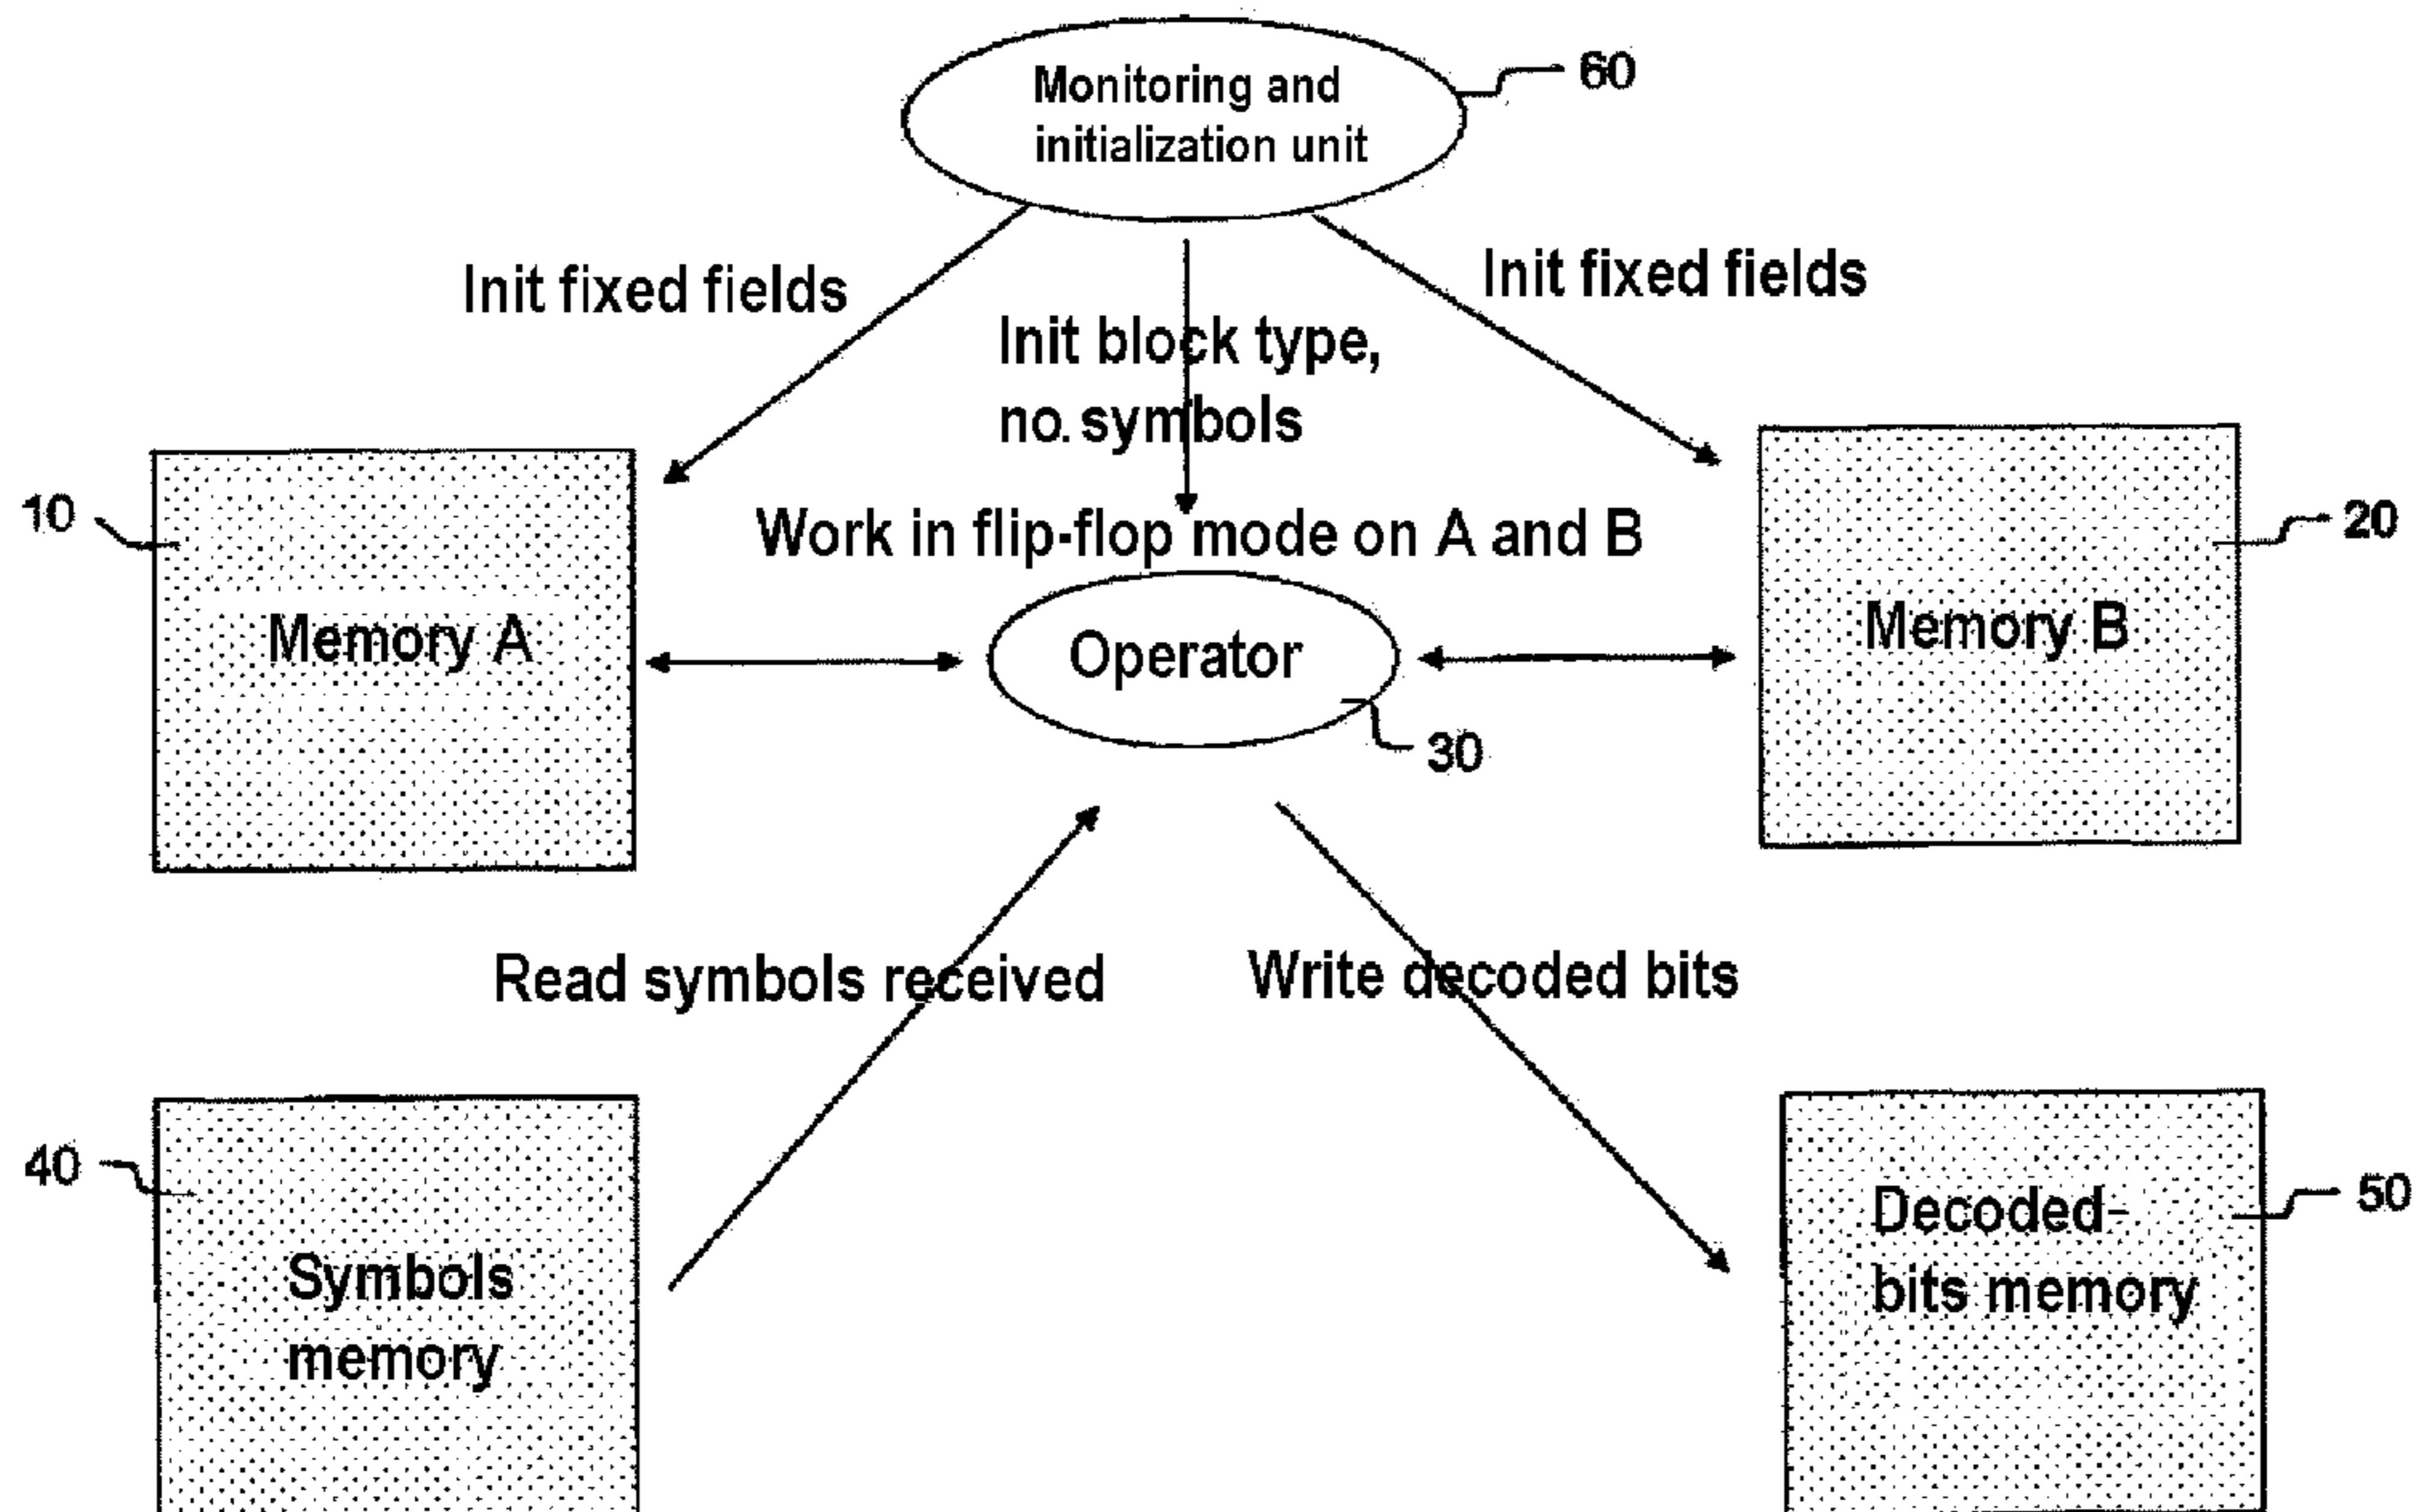 Monitoring and
initialization unit
60
Init fixed fields
Init fixed fields
Init block type,
no. symbols
10
Work in flip-flop mode on A and B
20
Memory A
Operator
Memory B
30
Read symbols received
Write decoded bits
40
Symbols
memory
Decoded-
bits memory
50